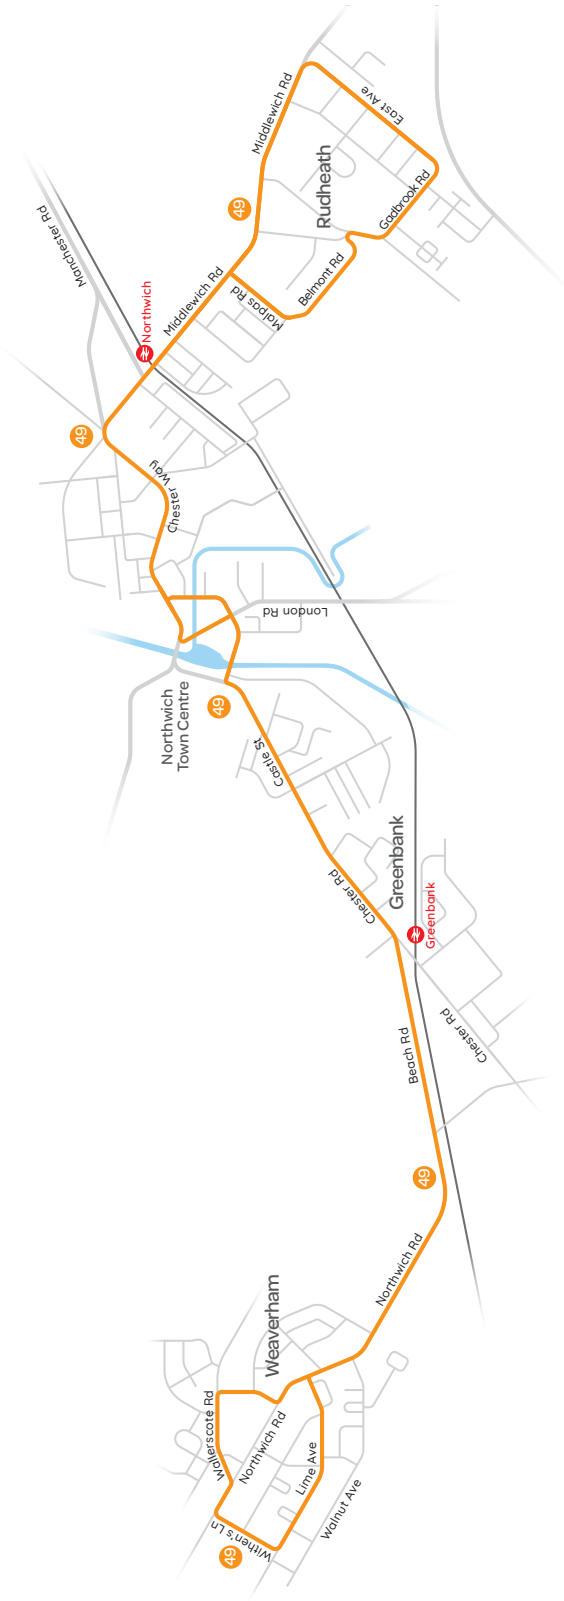 Middlewich Rd
East Ave
Rudheath
49
Gadbrook Rd
Manchester Rd
Northwich
Middlewich Rd
Malpas Rd
Belmont Rd
49
Chester Way
London Rd
Northwich
Town Centre
49
Castle St
Chester Rd
Greenbank
Greenbank
Chester Rd
Beach Rd
49
Northwich Rd
Weaverham
Wallerscote Rd
Northwich Rd
Lime Ave
Walnut Ave
Withen's Ln
49